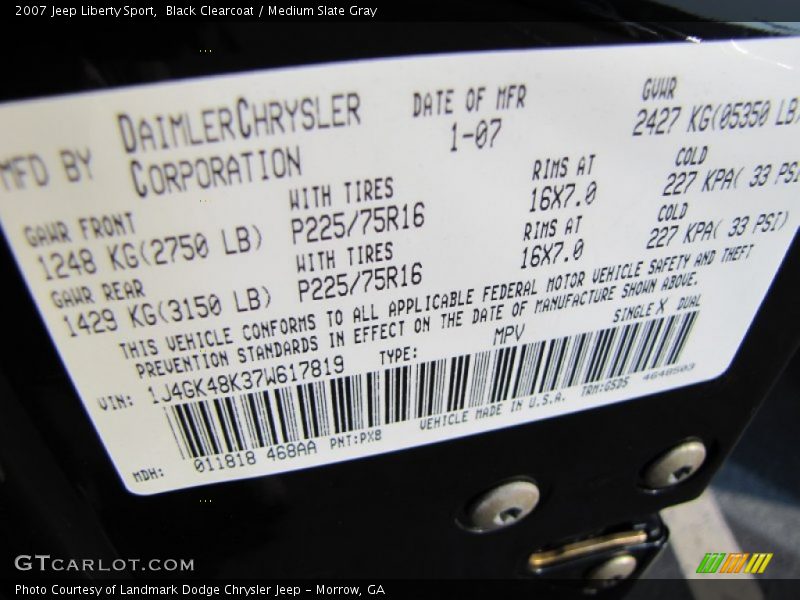 2007 Jeep Liberty Sport,  Black Clearcoat / Medium Slate Gray
MFD BY DAIMLERCHRYSLER CORPORATION
DATE OF MFR
1-07
GVWR
2427 KG(05350 LB)
GAWR FRONT
1248 KG(2750 LB)
WITH TIRES
P225/75R16
RIMS AT
16X7.0
COLD
227 KPA( 33 PSI
GAWR REAR
1429 KG(3150 LB)
WITH TIRES
P225/75R16
RIMS AT
16X7.0
COLD
227 KPA( 33 PSI)
THIS VEHICLE CONFORMS TO ALL APPLICABLE FEDERAL MOTOR VEHICLE SAFETY AND THEFT
PREVENTION STANDARDS IN EFFECT ON THE DATE OF MANUFACTURE SHOWN ABOVE.
VIN: 1J4GK48K37W617819
TYPE: MPV
SINGLE X DUAL
MDH: 011818 468AA PNT:PX8
VEHICLE MADE IN U.S.A.
TRM:G5D5
4648503
GTCARLOT.COM
Photo Courtesy of Landmark Dodge Chrysler Jeep – Morrow, GA